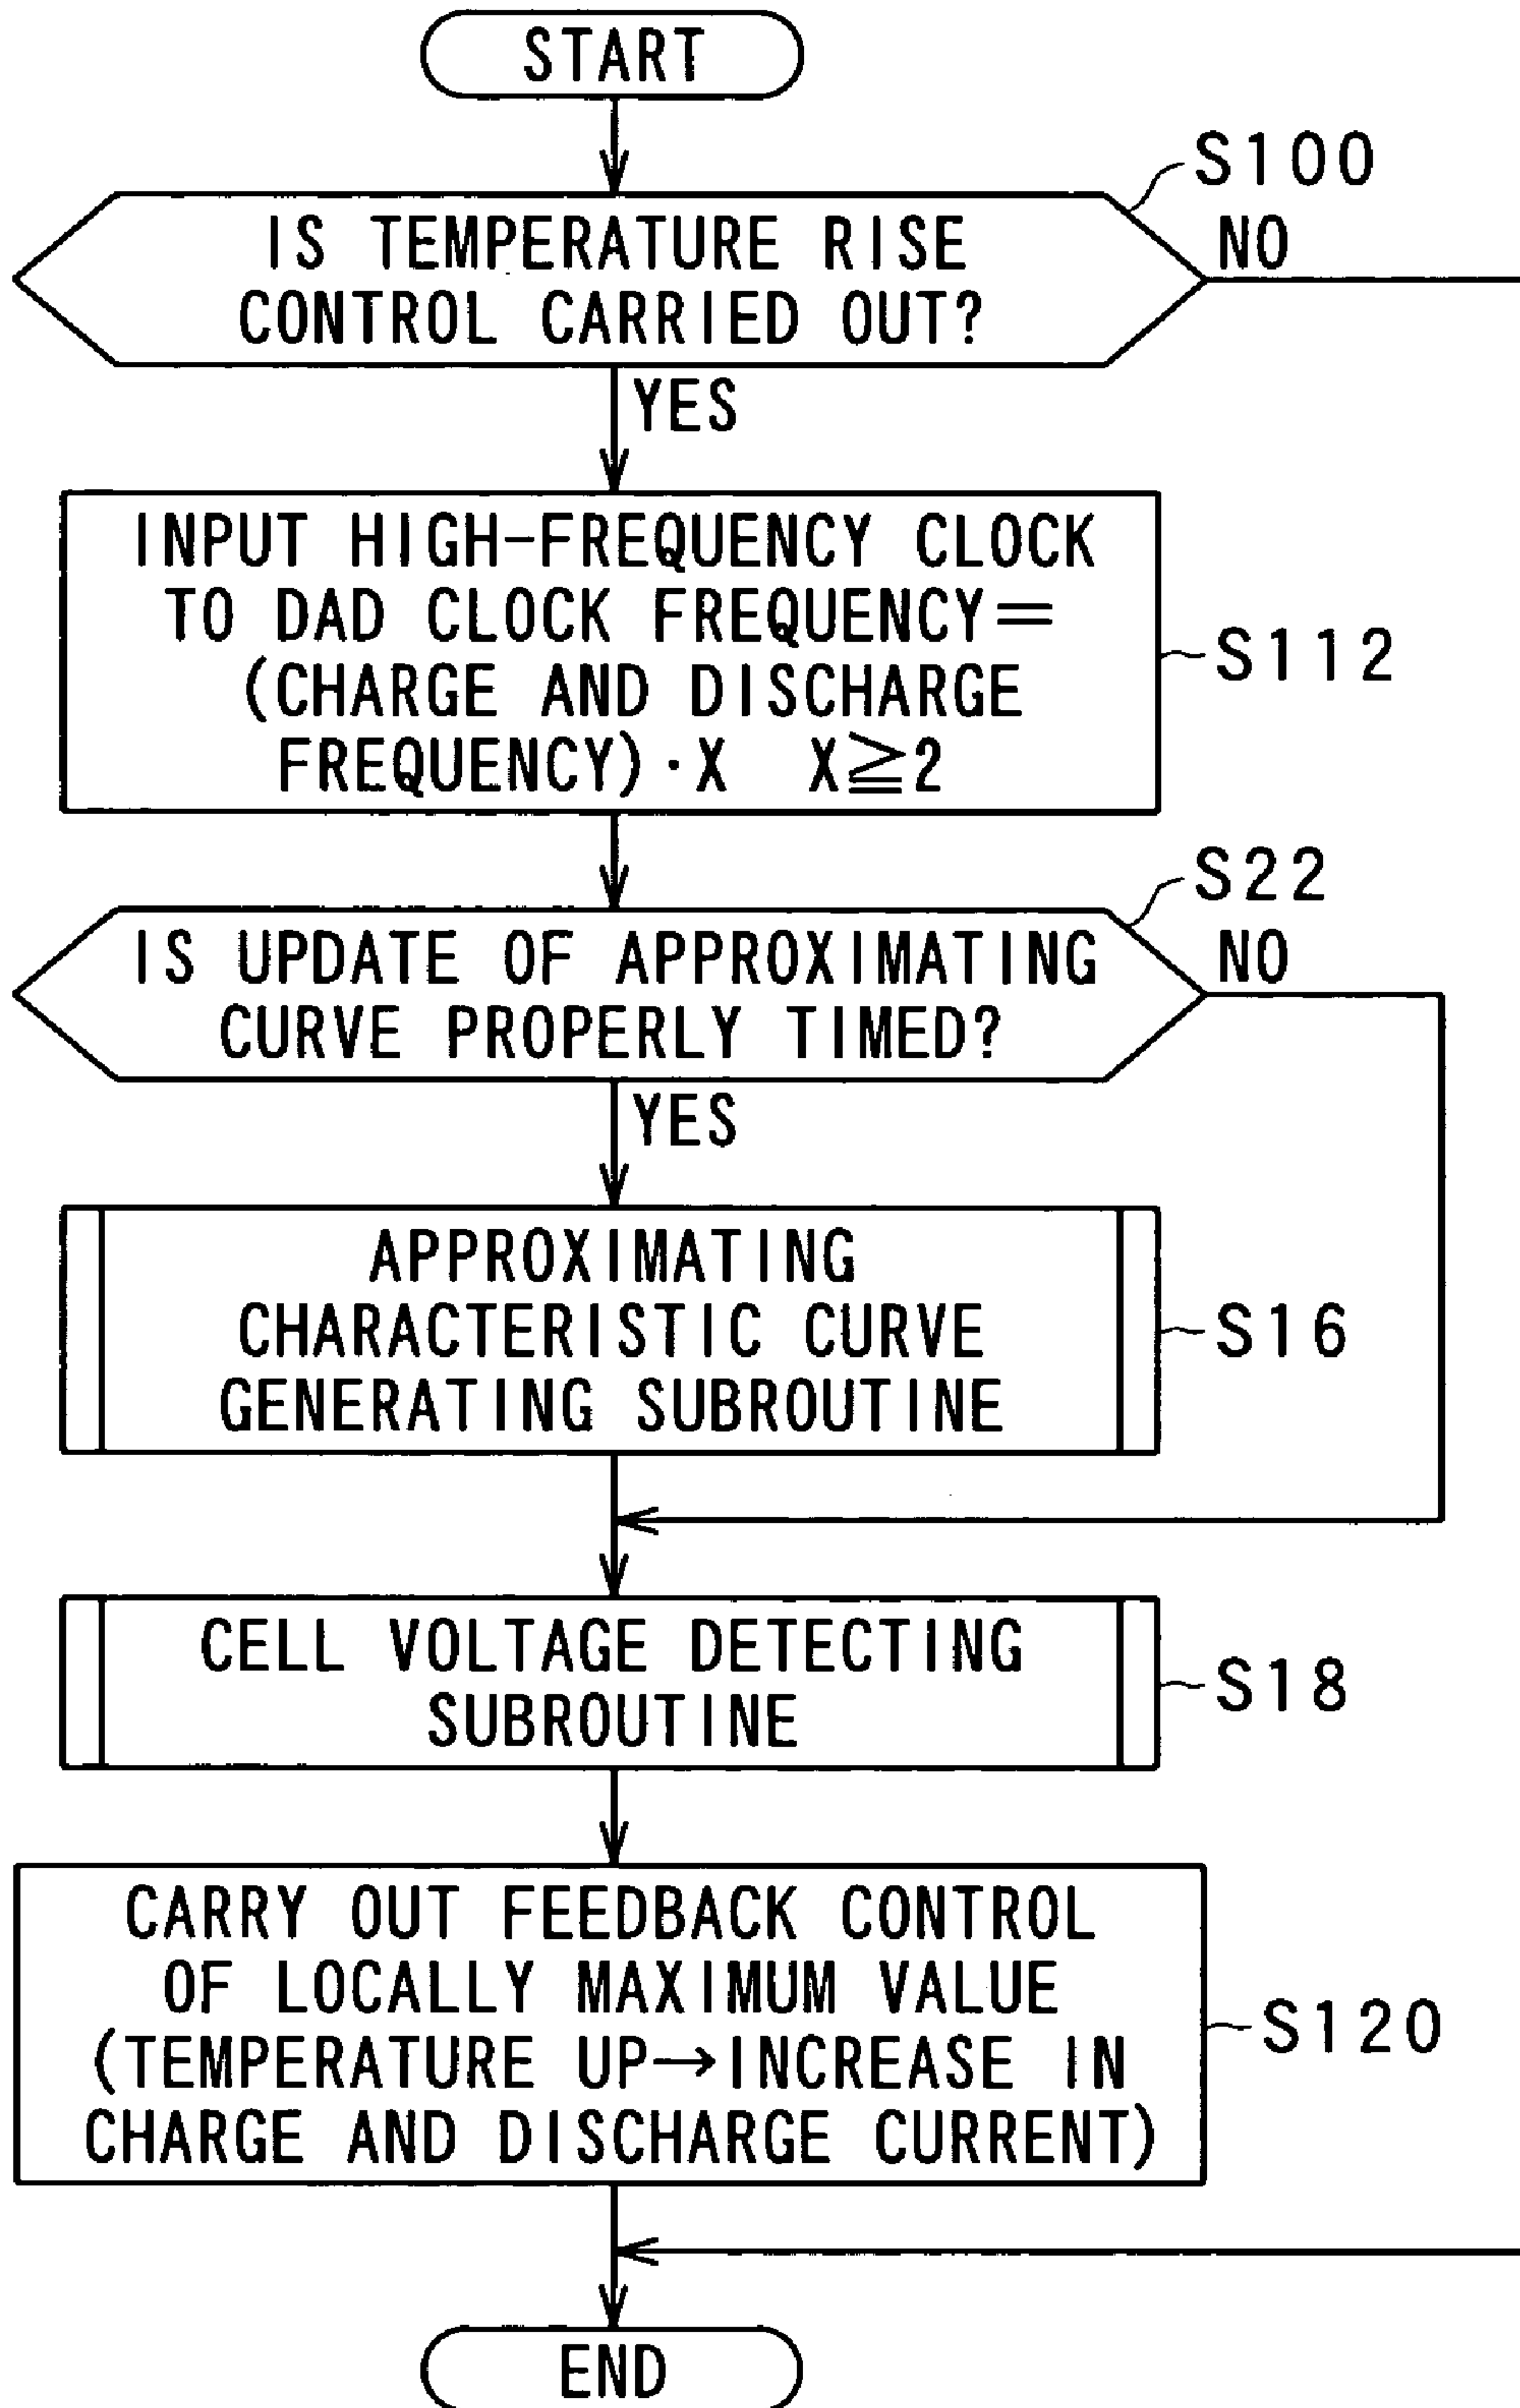 START
S100
IS TEMPERATURE RISE
CONTROL CARRIED OUT?
NO
YES
INPUT HIGH-FREQUENCY CLOCK
TO DAD CLOCK FREQUENCY=
(CHARGE AND DISCHARGE
FREQUENCY)·X X≧2
S112
S22
IS UPDATE OF APPROXIMATING
CURVE PROPERLY TIMED?
NO
YES
APPROXIMATING
CHARACTERISTIC CURVE
GENERATING SUBROUTINE
S16
CELL VOLTAGE DETECTING
SUBROUTINE
S18
CARRY OUT FEEDBACK CONTROL
OF LOCALLY MAXIMUM VALUE
(TEMPERATURE UP→INCREASE IN
CHARGE AND DISCHARGE CURRENT)
S120
END